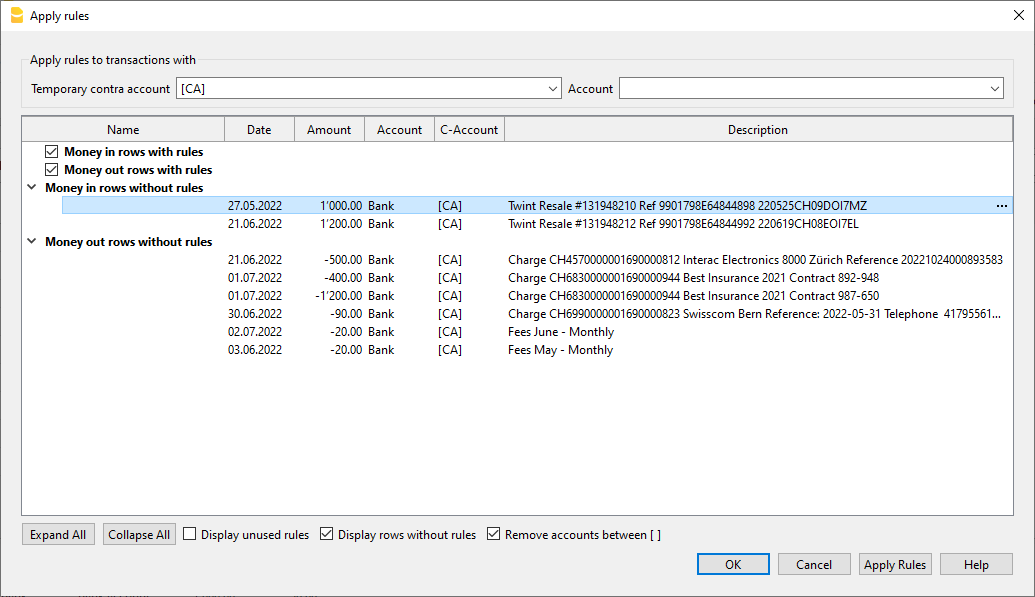 Apply rules
Apply rules to transactions with
Temporary contra account [CA] Account
Name Date Amount Account C-Account Description
Money in rows with rules
Money out rows with rules
Money in rows without rules
27.05.2022 1'000.00 Bank [CA] Twint Resale #131948210 Ref 9901798E64844898 220525CH09DOI7MZ ...
21.06.2022 1'200.00 Bank [CA] Twint Resale #131948212 Ref 9901798E64844992 220619CH08EOI7EL
Money out rows without rules
21.06.2022 -500.00 Bank [CA] Charge CH4570000001690000812 Interac Electronics 8000 Zürich Reference 20221024000893583
01.07.2022 -400.00 Bank [CA] Charge CH6830000001690000944 Best Insurance 2021 Contract 892-948
01.07.2022 -1'200.00 Bank [CA] Charge CH6830000001690000944 Best Insurance 2021 Contract 987-650
30.06.2022 -90.00 Bank [CA] Charge CH6990000001690000823 Swisscom Bern Reference: 2022-05-31 Telephone 41795561...
02.07.2022 -20.00 Bank [CA] Fees June - Monthly
03.06.2022 -20.00 Bank [CA] Fees May - Monthly
Expand All Collapse All Display unused rules Display rows without rules Remove accounts between [ ]
OK Cancel Apply Rules Help